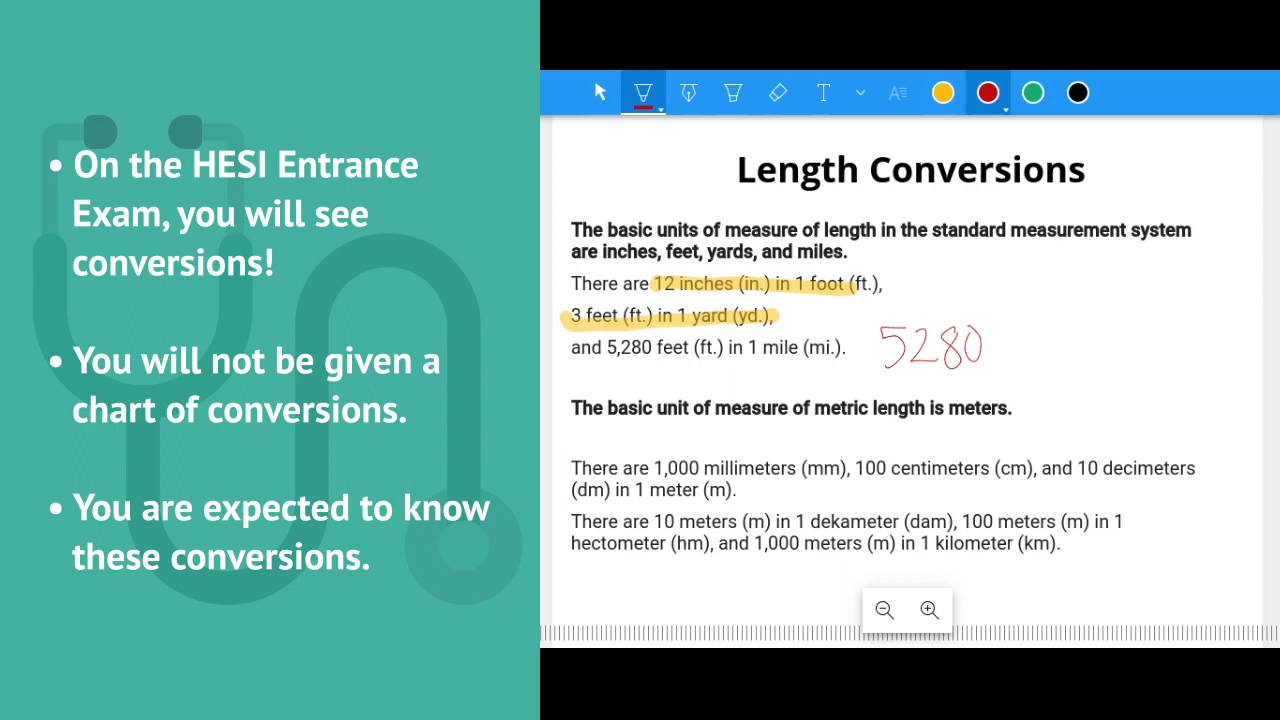 • On the HESI Entrance
Exam, you will see
conversions!
• You will not be given a
chart of conversions.
• You are expected to know
these conversions.
T
A
Length Conversions
The basic units of measure of length in the standard measurement system
are inches, feet, yards, and miles.
There are 12 inches (in.) in 1 foot (ft.),
3 feet (ft.) in 1 yard (yd.),
and 5,280 feet (ft.) in 1 mile (mi.).
5280
The basic unit of measure of metric length is meters.
There are 1,000 millimeters (mm), 100 centimeters (cm), and 10 decimeters
(dm) in 1 meter (m).
There are 10 meters (m) in 1 dekameter (dam), 100 meters (m) in 1
hectometer (hm), and 1,000 meters (m) in 1 kilometer (km).